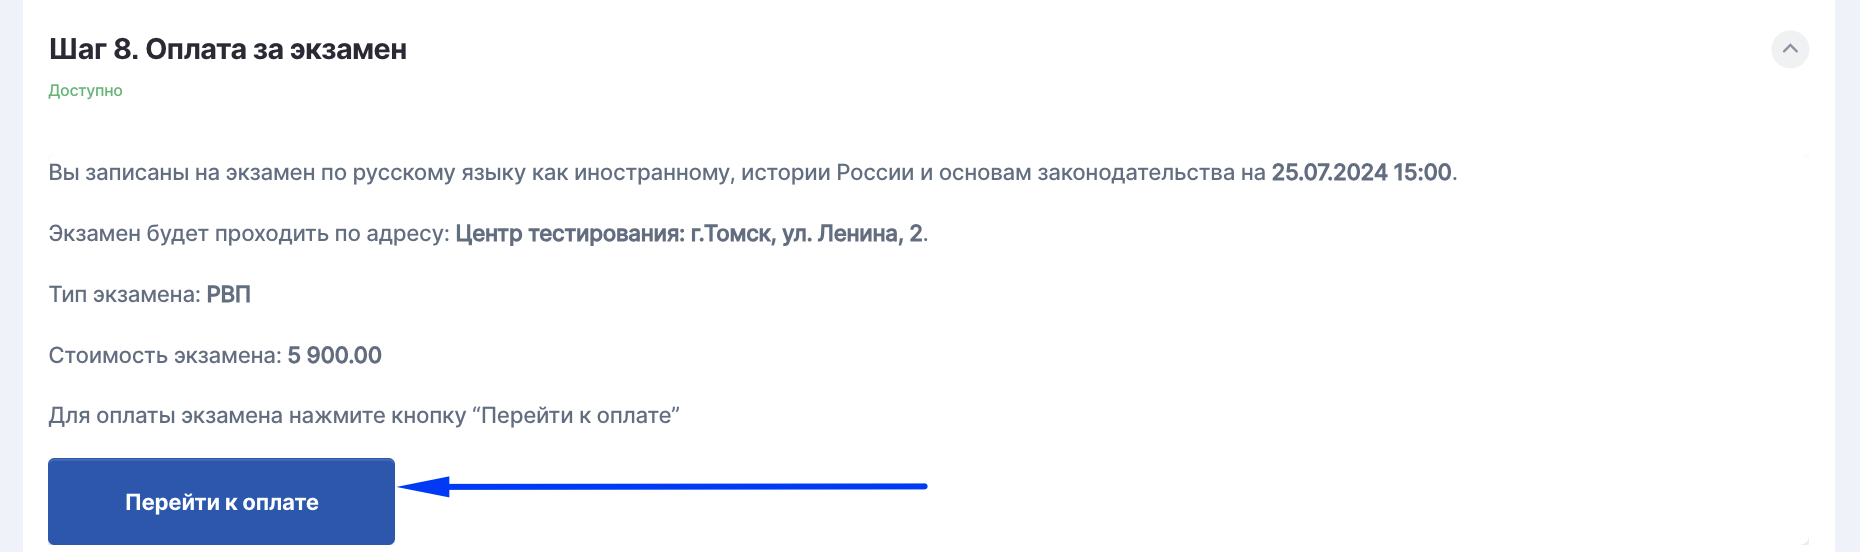 Шаг 8. Оплата за экзамен
Доступно
Вы записаны на экзамен по русскому языку как иностранному, истории России и основам законодательства на 25.07.2024 15:00.
Экзамен будет проходить по адресу: Центр тестирования: г.Томск, ул. Ленина, 2.
Тип экзамена: РВП
Стоимость экзамена: 5 900.00
Для оплаты экзамена нажмите кнопку “Перейти к оплате”
Перейти к оплате